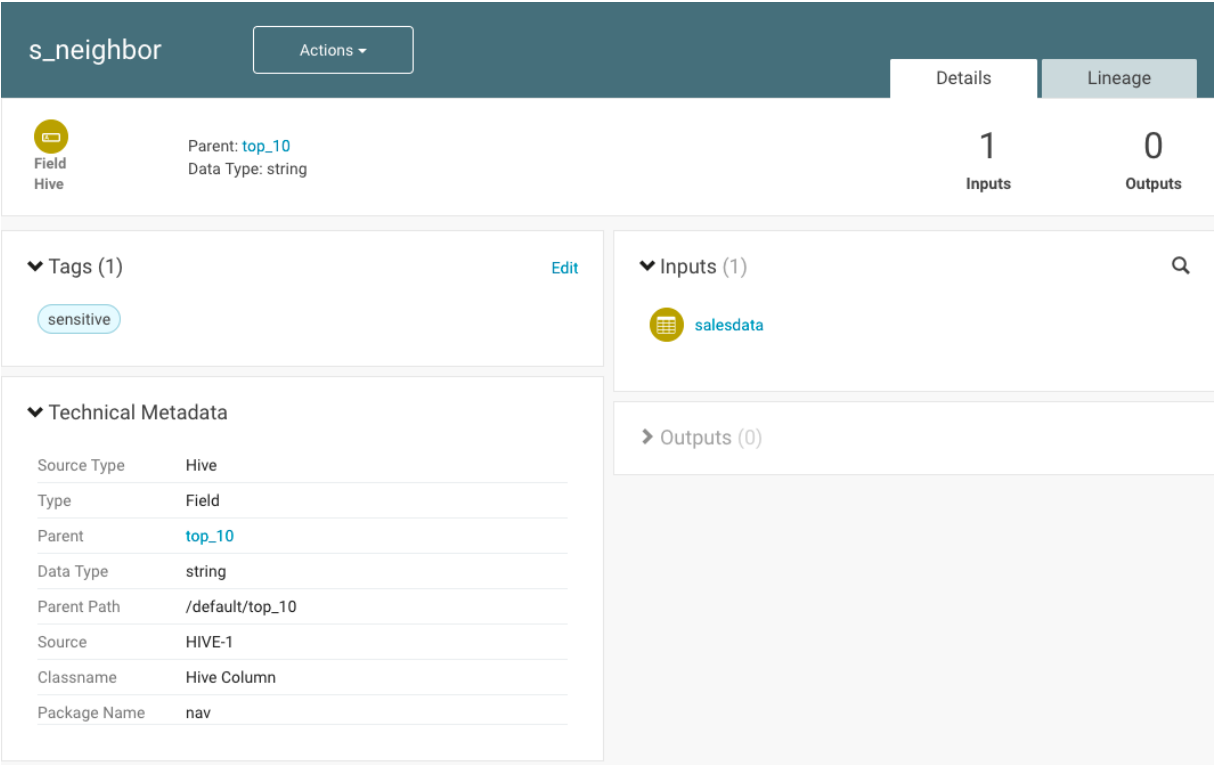 s_neighbor
Actions
Details
Lineage
Field
Hive
Parent: top_10
Data Type: string
1
Inputs
0
Outputs
Tags (1)
Edit
sensitive
Technical Metadata
Source Type Hive
Type Field
Parent top_10
Data Type string
Parent Path /default/top_10
Source HIVE-1
Classname Hive Column
Package Name nav
Inputs (1)
salesdata
Outputs (0)